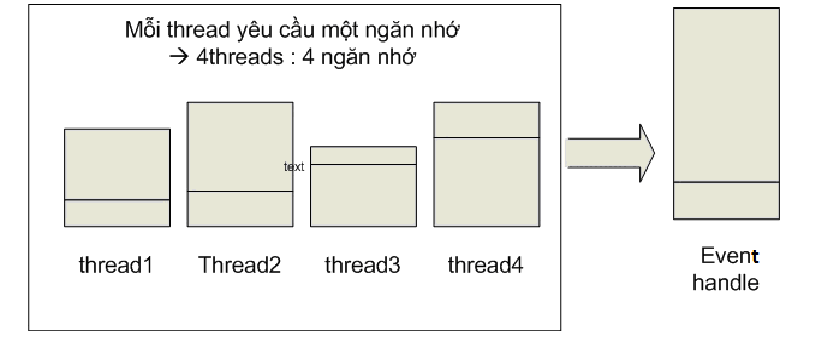 Mỗi thread yêu cầu một ngăn nhớ
→ 4threads : 4 ngăn nhớ
text
thread1
Thread2
thread3
thread4
Event
handle